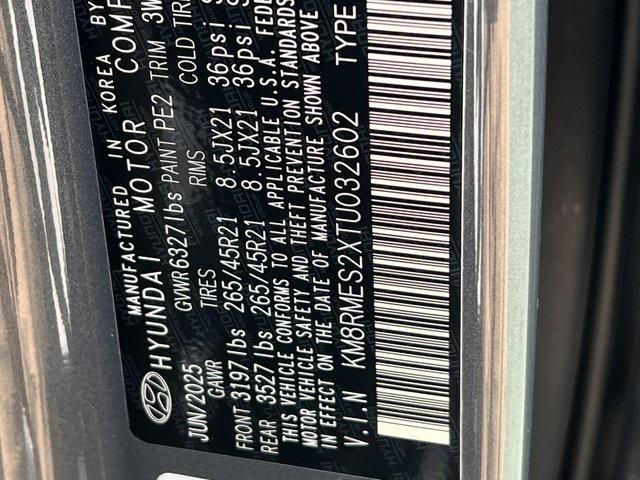 MANUFACTURED IN KOREA BY
HYUNDAI MOTOR COMP
JUN/2025 GVWR 6327lbs PAINT PE2 TRIM 3W
GAWR TIRES RIMS COLD TIR
FRONT 3197 lbs 265/45R21 8.5JX21 36psi
REAR 3527 lbs 265/45R21 8.5JX21 36psi
THIS VEHICLE CONFORMS TO ALL APPLICABLE U.S.A. FEDE
MOTOR VEHICLE SAFETY AND THEFT PREVENTION STANDARDS
IN EFFECT ON THE DATE OF MANUFACTURE SHOWN ABOVE
V.I.N KM8RMES2XTU032602 TYPE